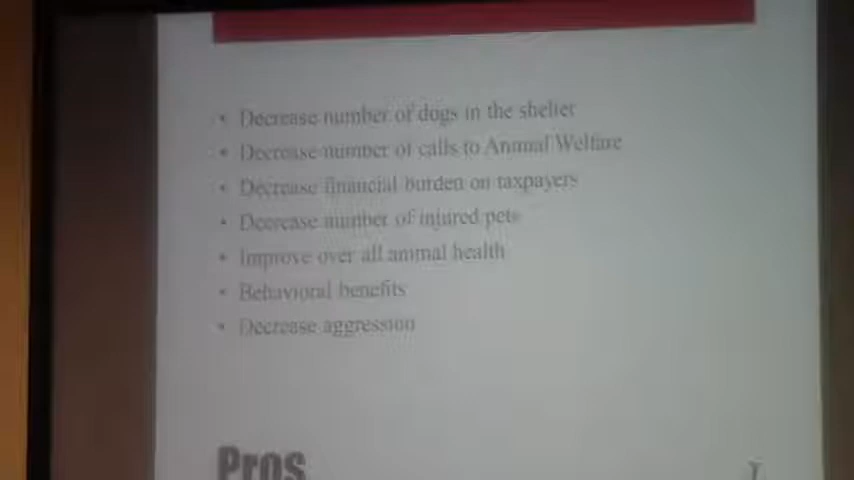 • Decrease number of dogs in the shelter
• Decrease number of calls to Animal Welfare
• Decrease financial burden on taxpayers
• Decrease number of injured pets
• Improve over all animal health
• Behavioral benefits
• Decrease aggression
Pros